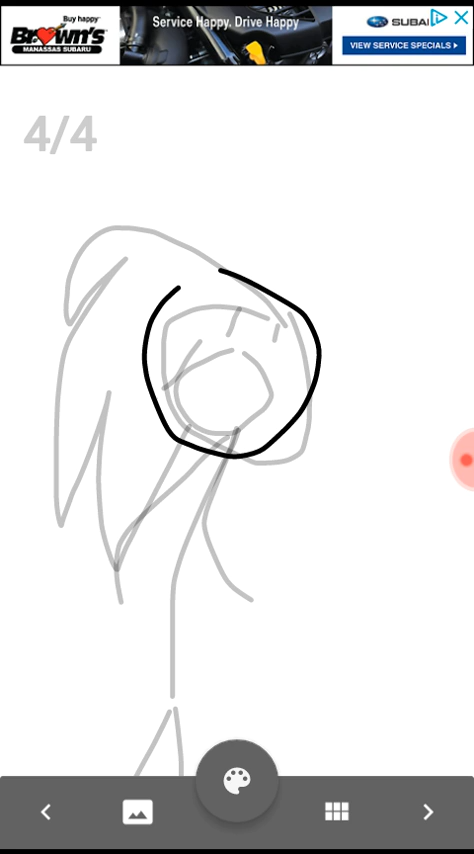 Buy happy
Brown's
MANASSAS SUBARU
Service Happy. Drive Happy
SUBA
VIEW SERVICE SPECIALS
4/4